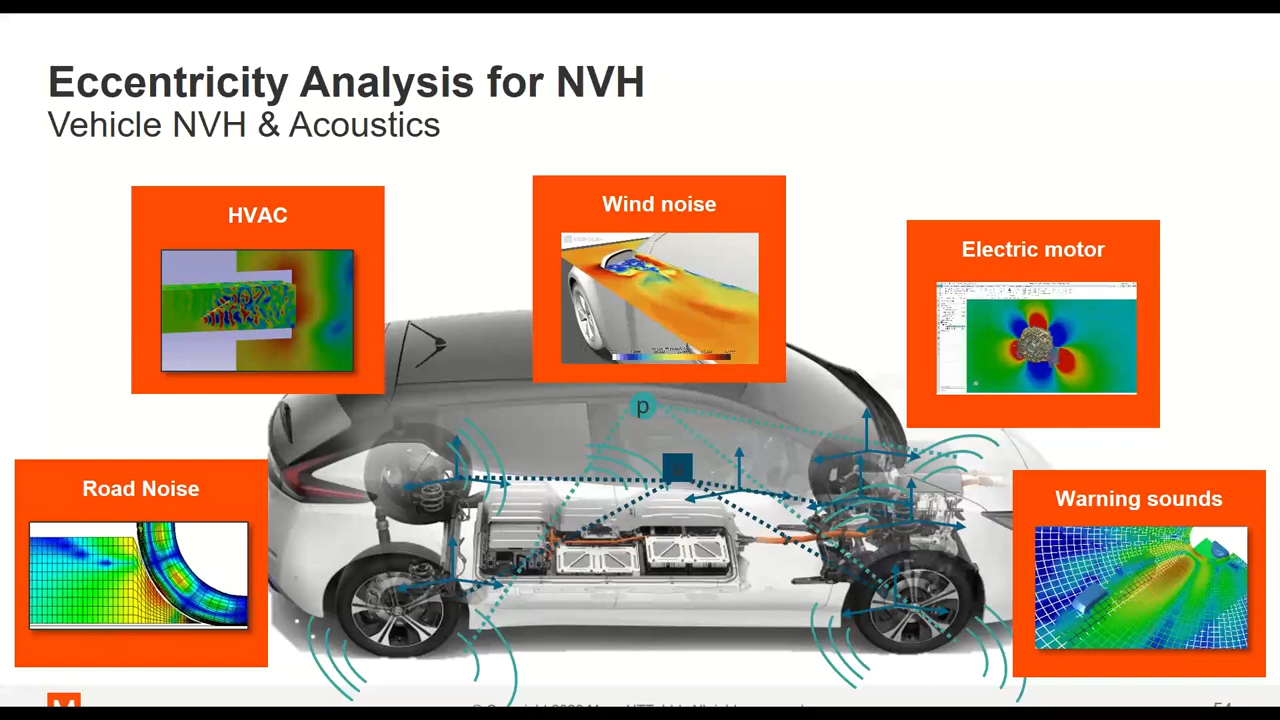 Eccentricity Analysis for NVH
Vehicle NVH & Acoustics
HVAC
Wind noise
Electric motor
p
Road Noise
Warning sounds